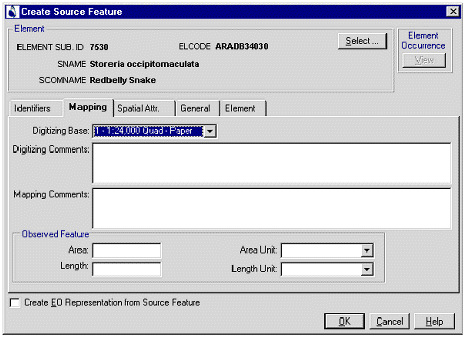 Create Source Feature
Element
ELEMENT SUB. ID 7530 ELCODE ARADB34030
Select ...
SNAME Storeria occipitomaculata
SCOMNAME Redbelly Snake
Element Occurrence
View
Identifiers Mapping Spatial Attr. General Element
Digitizing Base: 1 - 1:24,000 Quad - Paper
Digitizing Comments:
Mapping Comments:
Observed Feature
Area: Area Unit:
Length: Length Unit:
Create EO Representation from Source Feature
OK Cancel Help